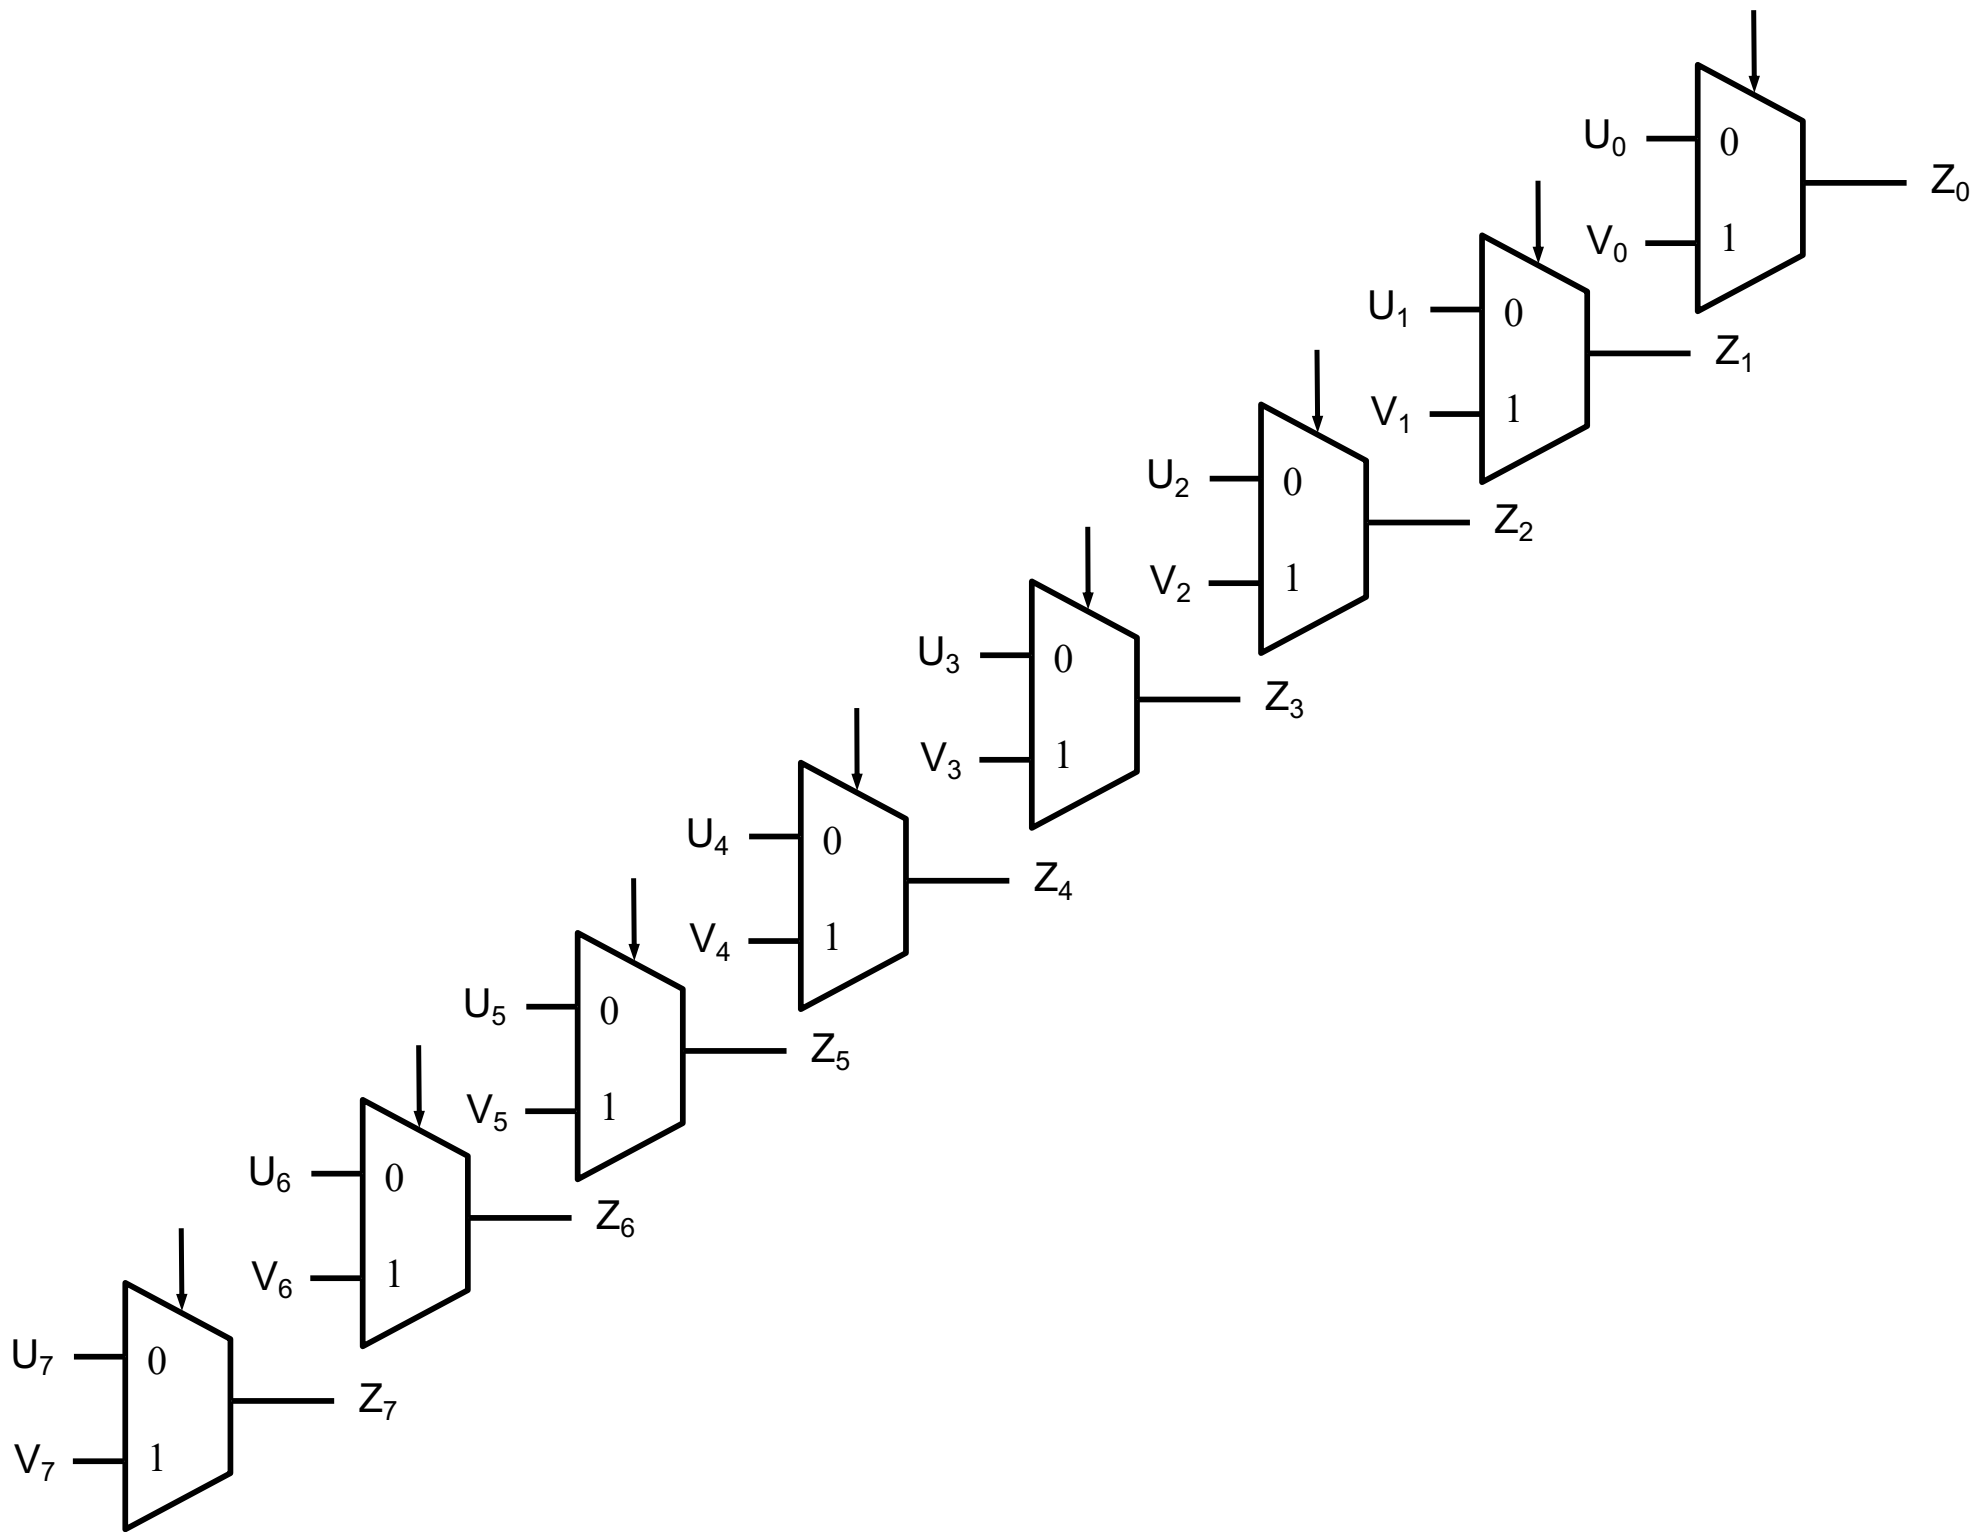 U₀ 0 Z₀
V₀ 1
U₁ 0 Z₁
V₁ 1
U₂ 0 Z₂
V₂ 1
U₃ 0 Z₃
V₃ 1
U₄ 0 Z₄
V₄ 1
U₅ 0 Z₅
V₅ 1
U₆ 0 Z₆
V₆ 1
U₇ 0 Z₇
V₇ 1